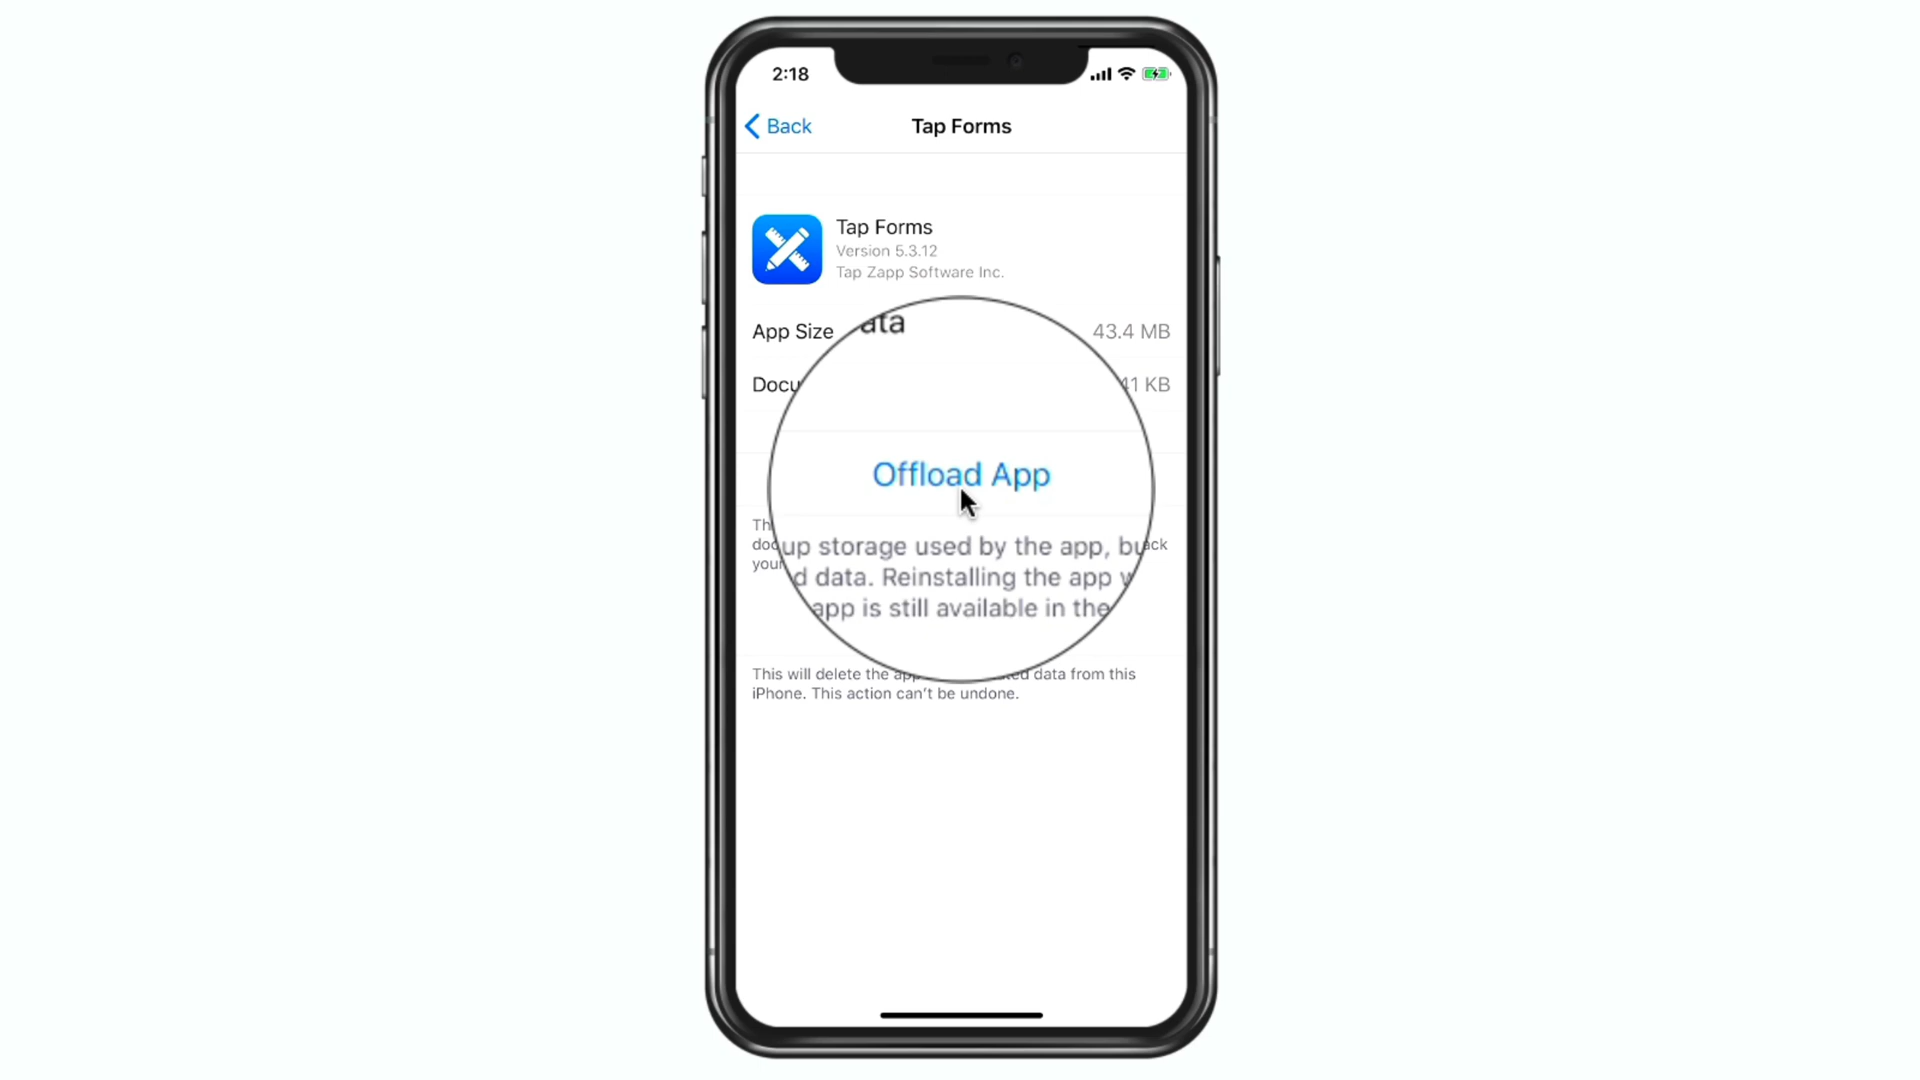 2:18
Back
Tap Forms
Tap Forms
Version 5.3.12
Tap Zapp Software Inc.
ata
App Size
43.4 MB
Docu
41 KB
Offload App
Th
doc up storage used by the app, bu ack
your d data. Reinstalling the app
app is still available in the
This will delete the app data from this
iPhone. This action can't be undone.